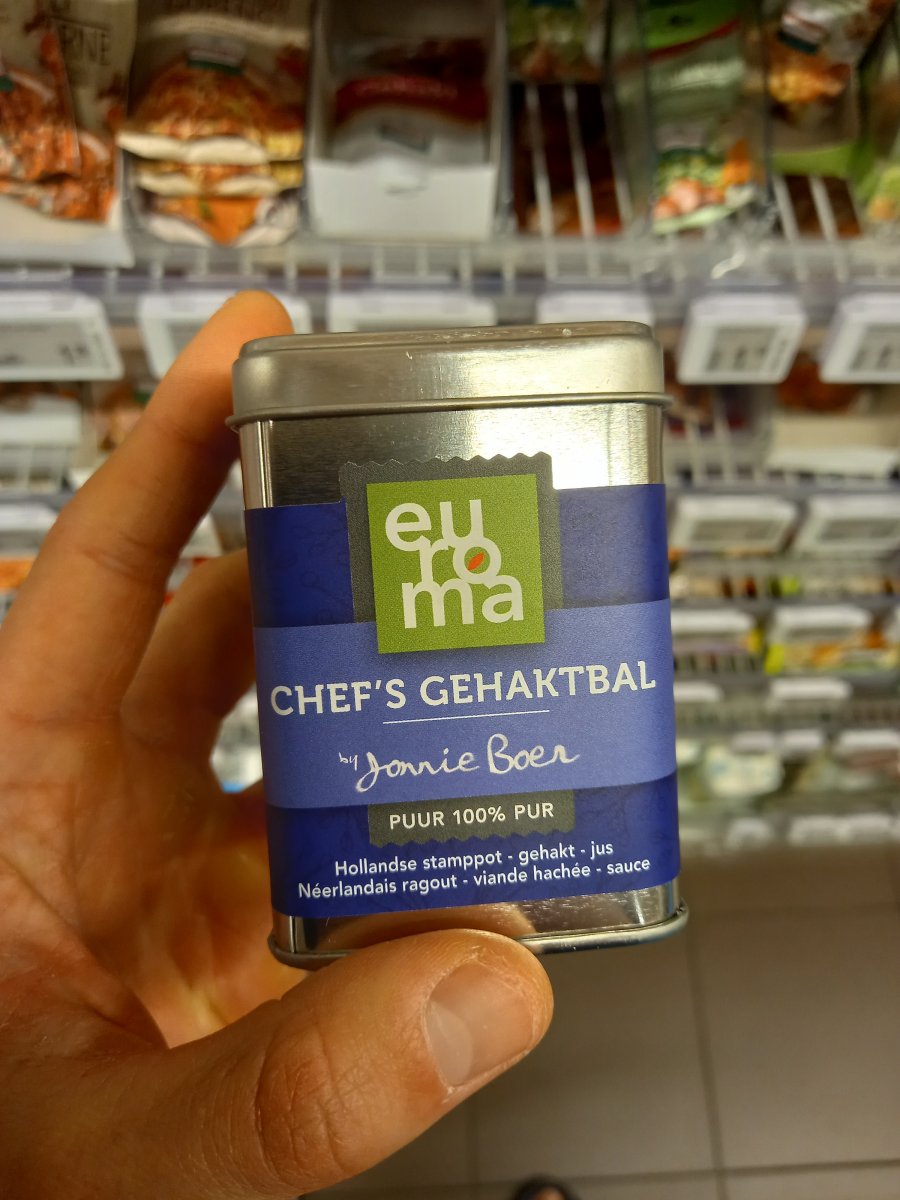 eu
ro
ma
CHEF'S GEHAKTBAL
by Jonnie Boer
PUUR 100% PUR
Hollandse stamppot - gehakt - jus
Néerlandais ragout - viande hachée - sauce